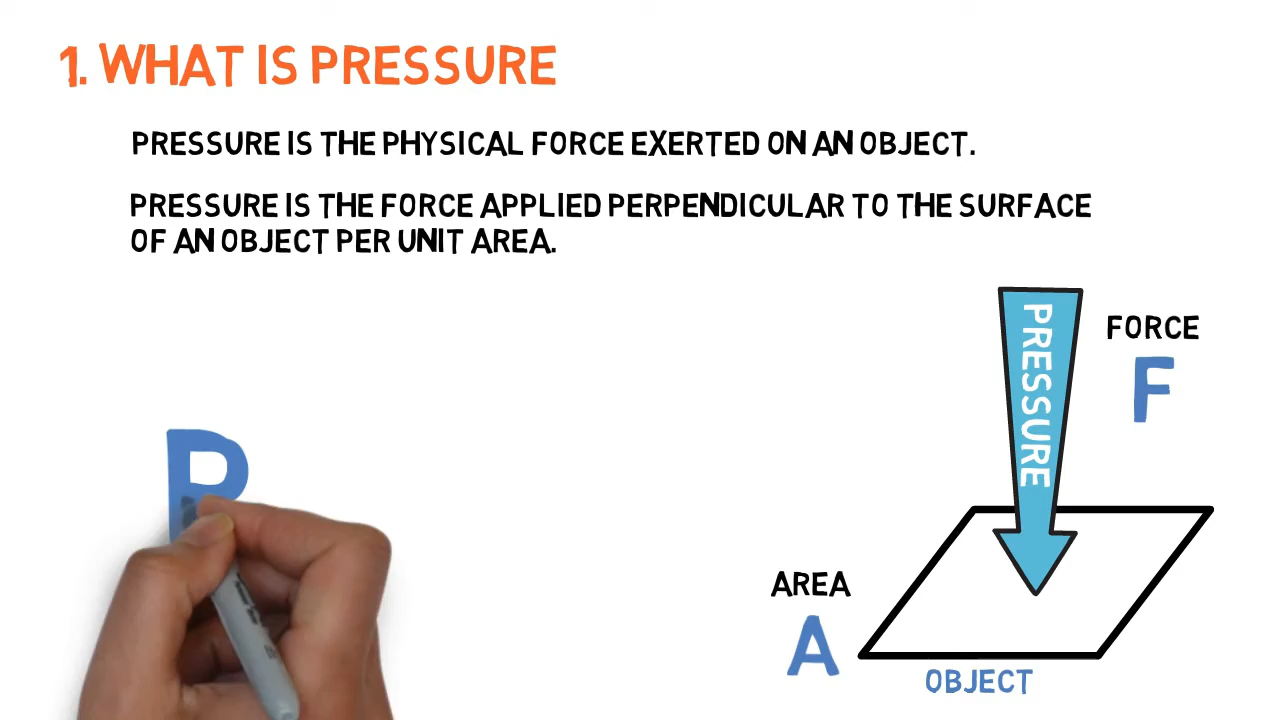 1. WHAT IS PRESSURE
PRESSURE IS THE PHYSICAL FORCE EXERTED ON AN OBJECT.
PRESSURE IS THE FORCE APPLIED PERPENDICULAR TO THE SURFACE
OF AN OBJECT PER UNIT AREA.
PRESSURE
FORCE
F
P
AREA
A
OBJECT